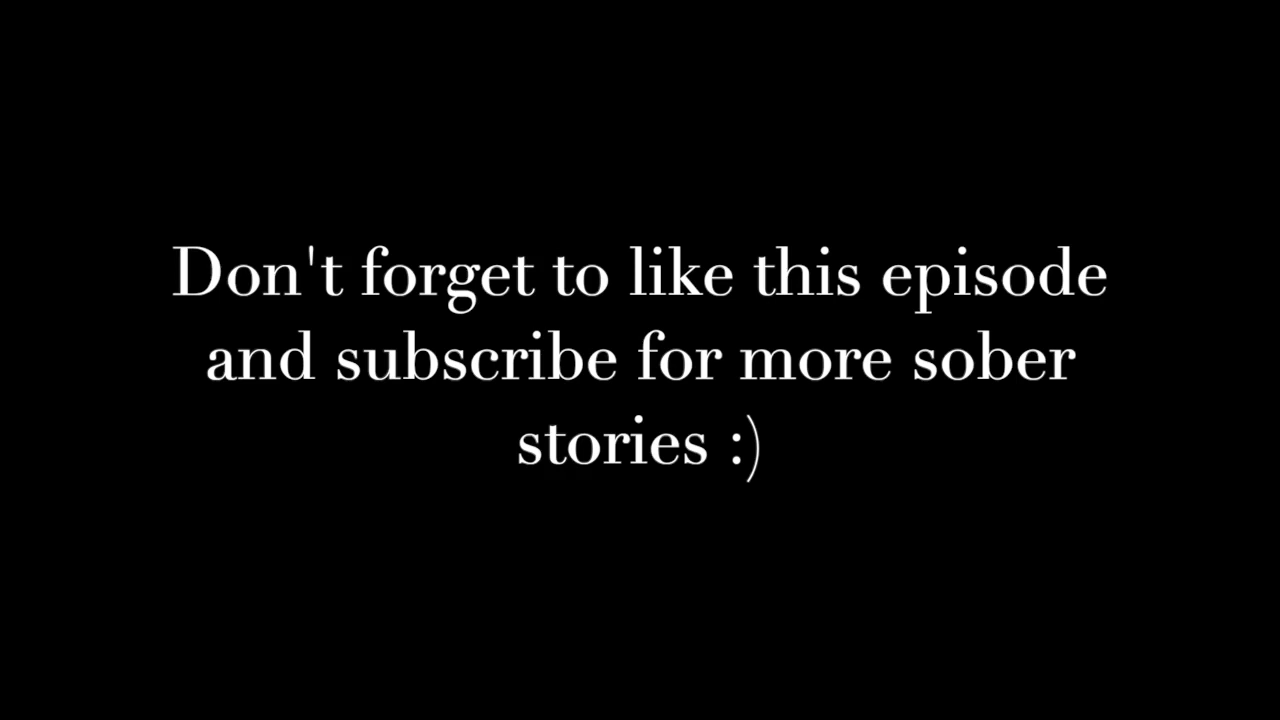 Don't forget to like this episode
and subscribe for more sober
stories :)